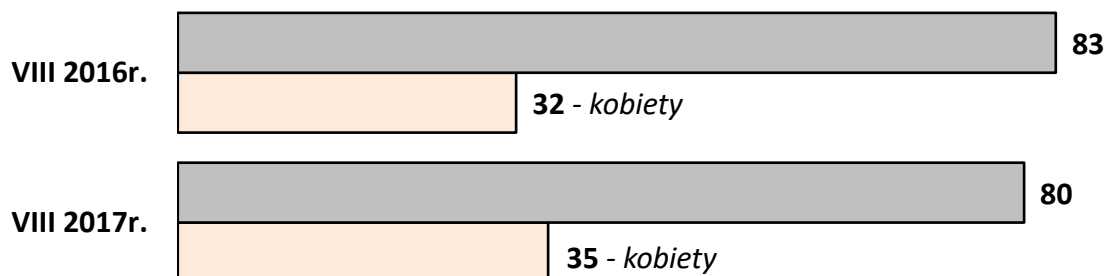 83
VIII 2016r.
32 - kobiety
80
VIII 2017r.
35 - kobiety